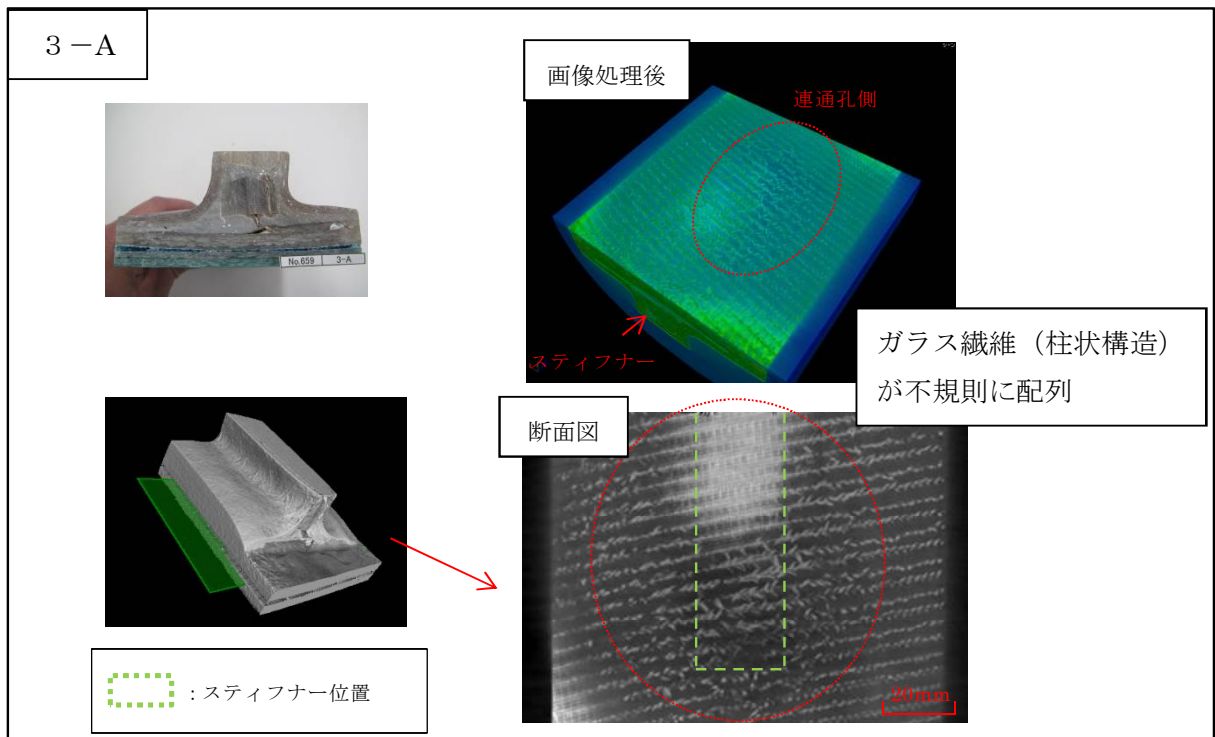 ３－A
画像処理後
連通孔側
No.659 3-A
スティフナー
ガラス繊維（柱状構造）
が不規則に配列
断面図
20mm
：スティフナー位置